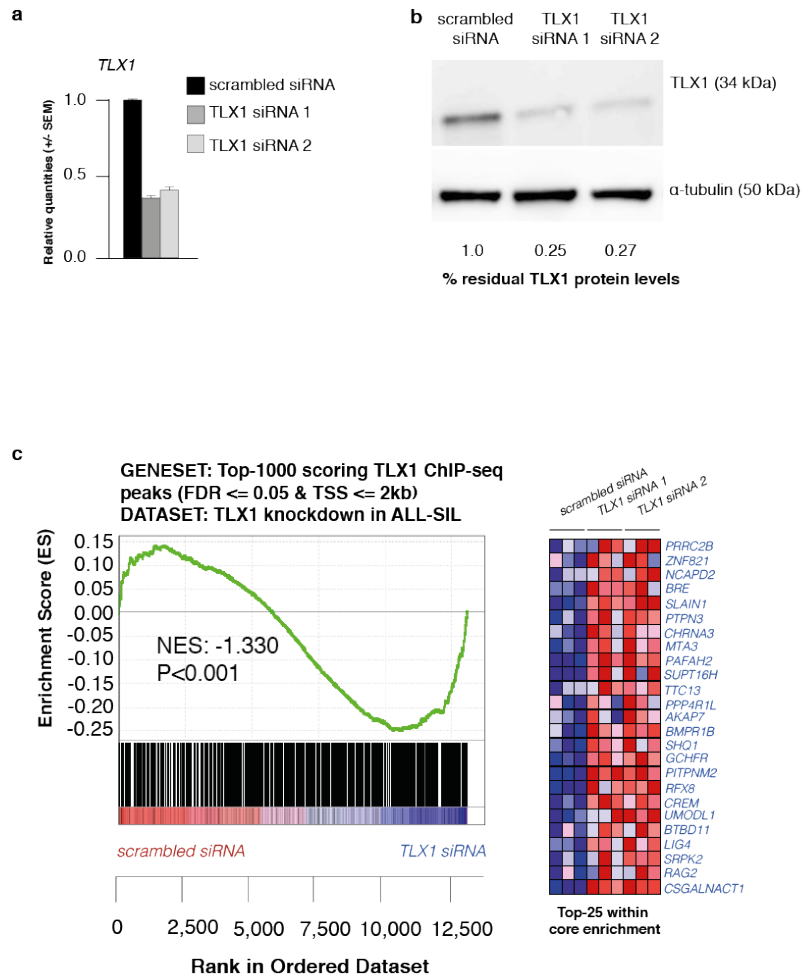 a
TLX1
Relative quantities (+/- SEM)
1.0
0.5
0.0
scrambled siRNA
TLX1 siRNA 1
TLX1 siRNA 2
b
scrambled siRNA
TLX1 siRNA 1
TLX1 siRNA 2
TLX1 (34 kDa)
α-tubulin (50 kDa)
1.0 0.25 0.27
% residual TLX1 protein levels
c
GENESET: Top-1000 scoring TLX1 ChIP-seq
peaks (FDR <= 0.05 & TSS <= 2kb)
DATASET: TLX1 knockdown in ALL-SIL
Enrichment Score (ES)
0.15
0.10
0.05
0.00
-0.05
-0.10
-0.15
-0.20
-0.25
NES: -1.330
P<0.001
scrambled siRNA
TLX1 siRNA
0 2,500 5,000 7,500 10,000 12,500
Rank in Ordered Dataset
scrambled siRNA
TLX1 siRNA 1
TLX1 siRNA 2
PRRC2B
ZNF821
NCAPD2
BRE
SLAIN1
PTPN3
CHRNA3
MTA3
PAFAH2
SUPT16H
TTC13
PPP4R1L
AKAP7
BMPR1B
SHQ1
GCHFR
PITPNM2
RFX8
CREM
UMODL1
BTBD11
LIG4
SRPK2
RAG2
CSGALNACT1
Top-25 within
core enrichment